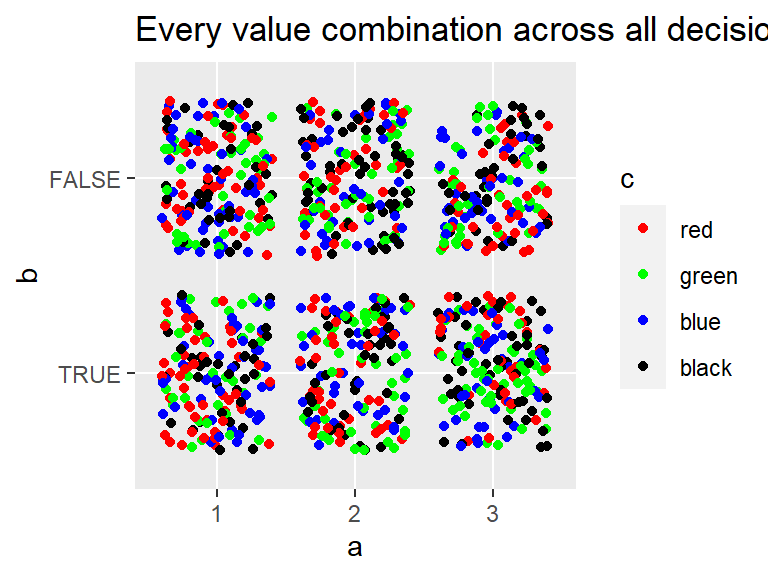 Every value combination across all decisio
FALSE
TRUE
b
1 2 3
a
c
red
green
blue
black